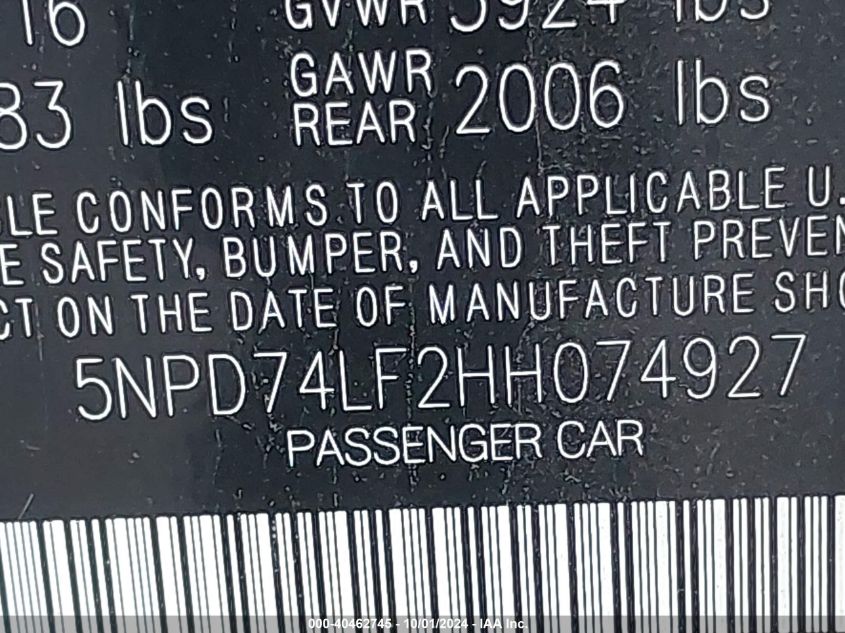 16 GVWR 3924 lbs
83 lbs GAWR REAR 2006 lbs
LE CONFORMS TO ALL APPLICABLE U.
E SAFETY, BUMPER, AND THEFT PREVEN
CT ON THE DATE OF MANUFACTURE SHO
5NPD74LF2HH074927
PASSENGER CAR
000-40462745 - 10/01/2024 - IAA Inc.